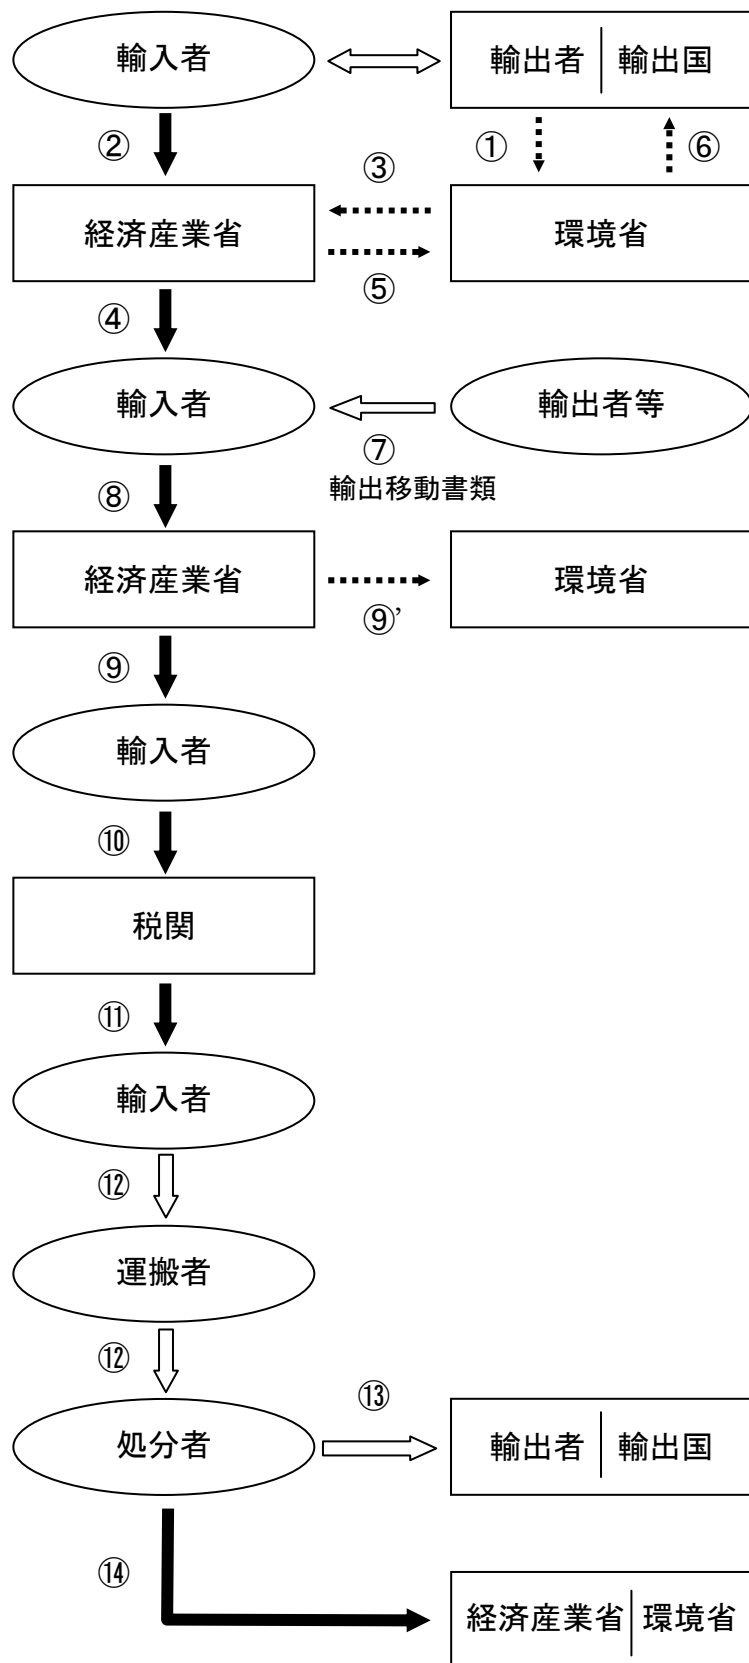 輸入者
輸出者 輸出国
②
①
⑥
③
経済産業省
環境省
⑤
④
輸入者
輸出者等
⑦
輸出移動書類
⑧
経済産業省
環境省
⑨’
⑨
輸入者
⑩
税関
⑪
輸入者
⑫
運搬者
⑫
⑬
処分者
輸出者 輸出国
⑭
経済産業省 環境省